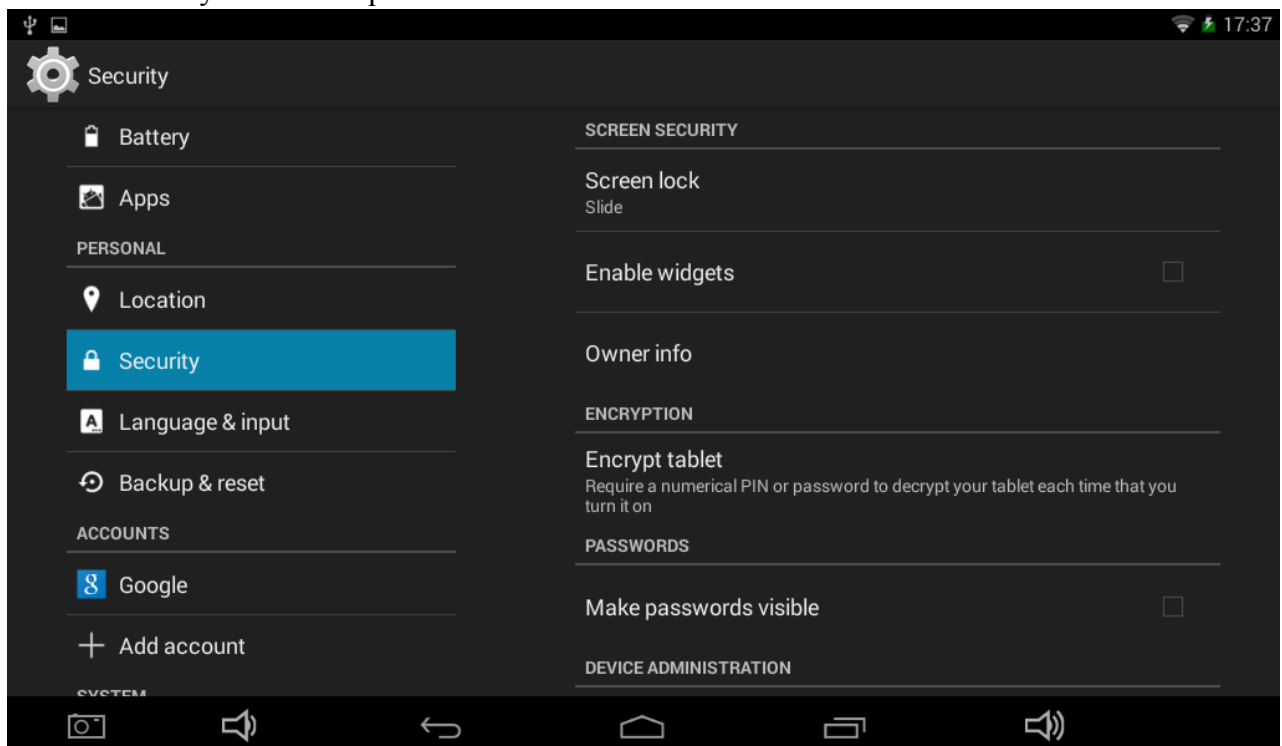 17:37
Security
Battery
Apps
PERSONAL
Location
Security
Language & input
Backup & reset
ACCOUNTS
Google
Add account
SYSTEM
SCREEN SECURITY
Screen lock
Slide
Enable widgets
Owner info
ENCRYPTION
Encrypt tablet
Require a numerical PIN or password to decrypt your tablet each time that you
turn it on
PASSWORDS
Make passwords visible
DEVICE ADMINISTRATION